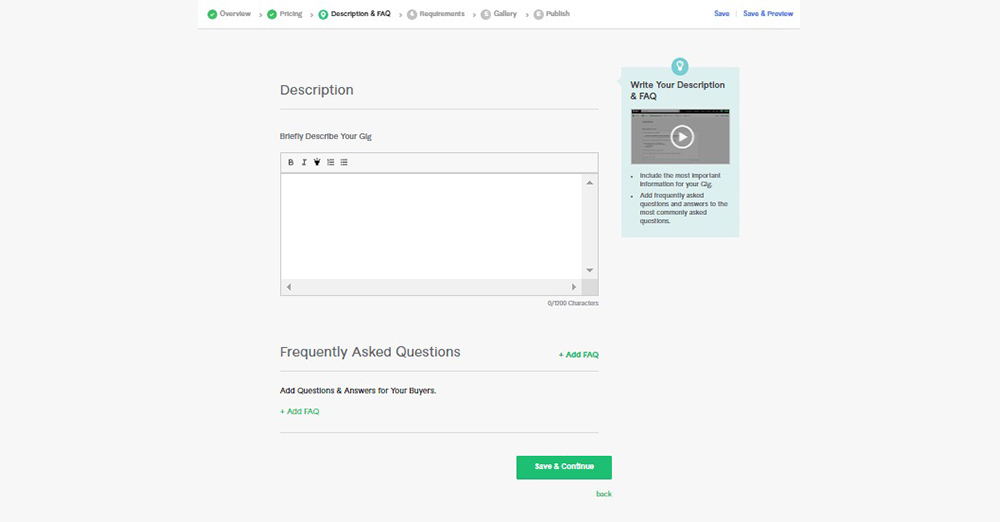 Overview > Pricing > Description & FAQ > 4 Requirements > 5 Gallery > 6 Publish
Save | Save & Preview
Write Your Description
& FAQ
• Include the most important
information for your Gig.
• Add frequently asked
questions and answers to the
most commonly asked
questions.
Description
Briefly Describe Your Gig
B I
0/1200 Characters
Frequently Asked Questions
+ Add FAQ
Add Questions & Answers for Your Buyers.
+ Add FAQ
Save & Continue
back